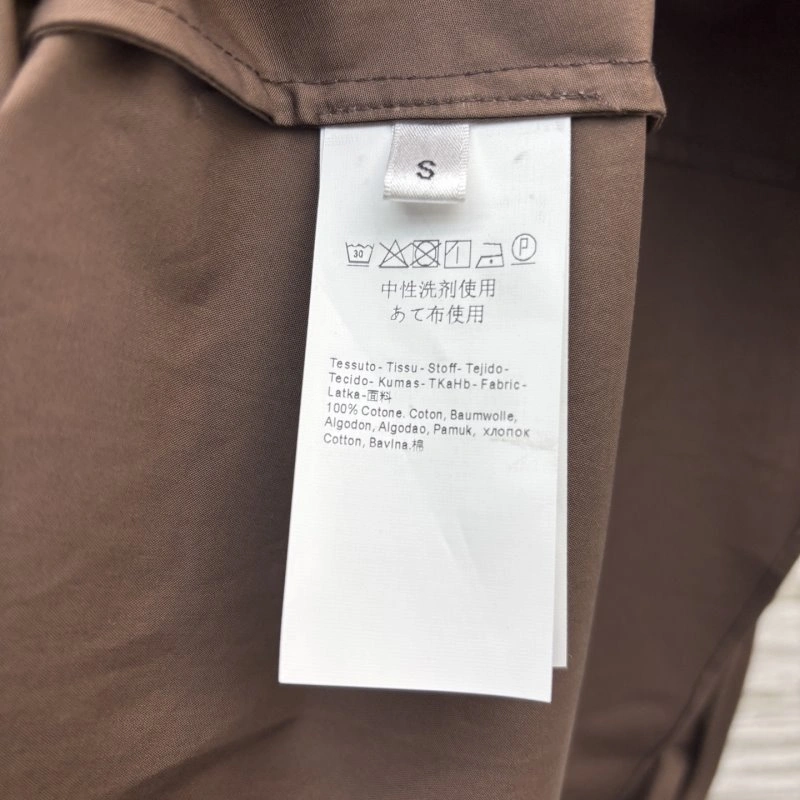 S
30 P
中性洗剤使用
あて布使用
Tessuto- Tissu- Stoff- Tejido-
Tecido- Kumas- TKaHb- Fabric-
Latka-面料
100% Cotone. Coton, Baumwolle,
Algodon, Algodao, Pamuk, хлопок
Cotton, Bavlna.棉